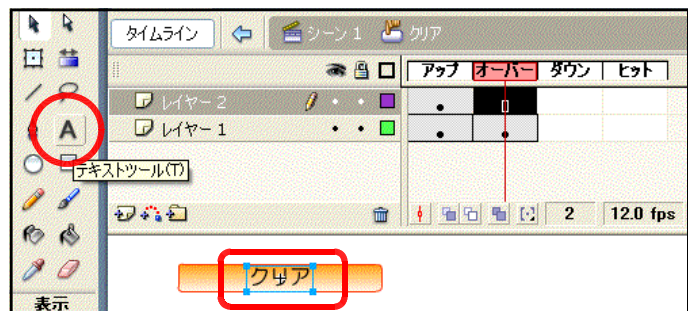 タイムライン シーン 1 クリア
アップ オーバー ダウン ヒット
レイヤー 2
レイヤー 1
A
テキストツール(T)
2 12.0 fps
クリア
表示